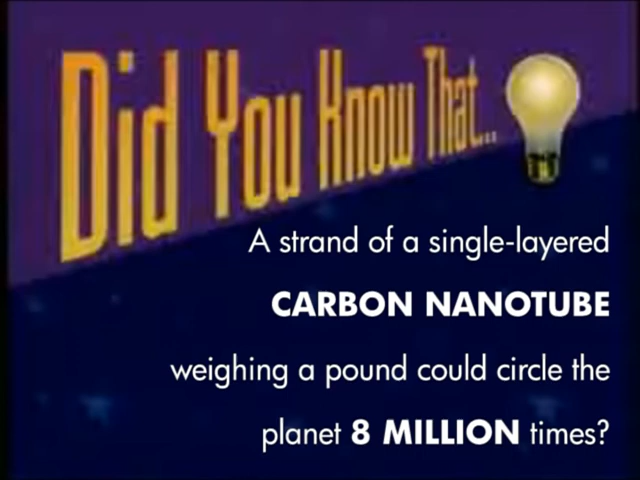 Did You Know That...
A strand of a single-layered
CARBON NANOTUBE
weighing a pound could circle the
planet 8 MILLION times?